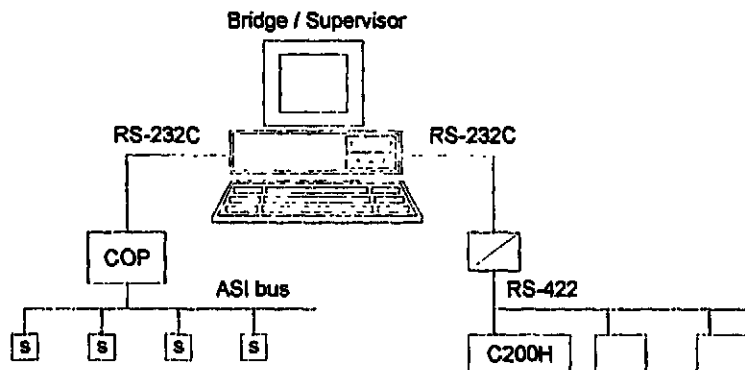 Bridge / Supervisor
RS-232C
RS-232C
COP
ASI bus
RS-422
s
s
s
s
C200H